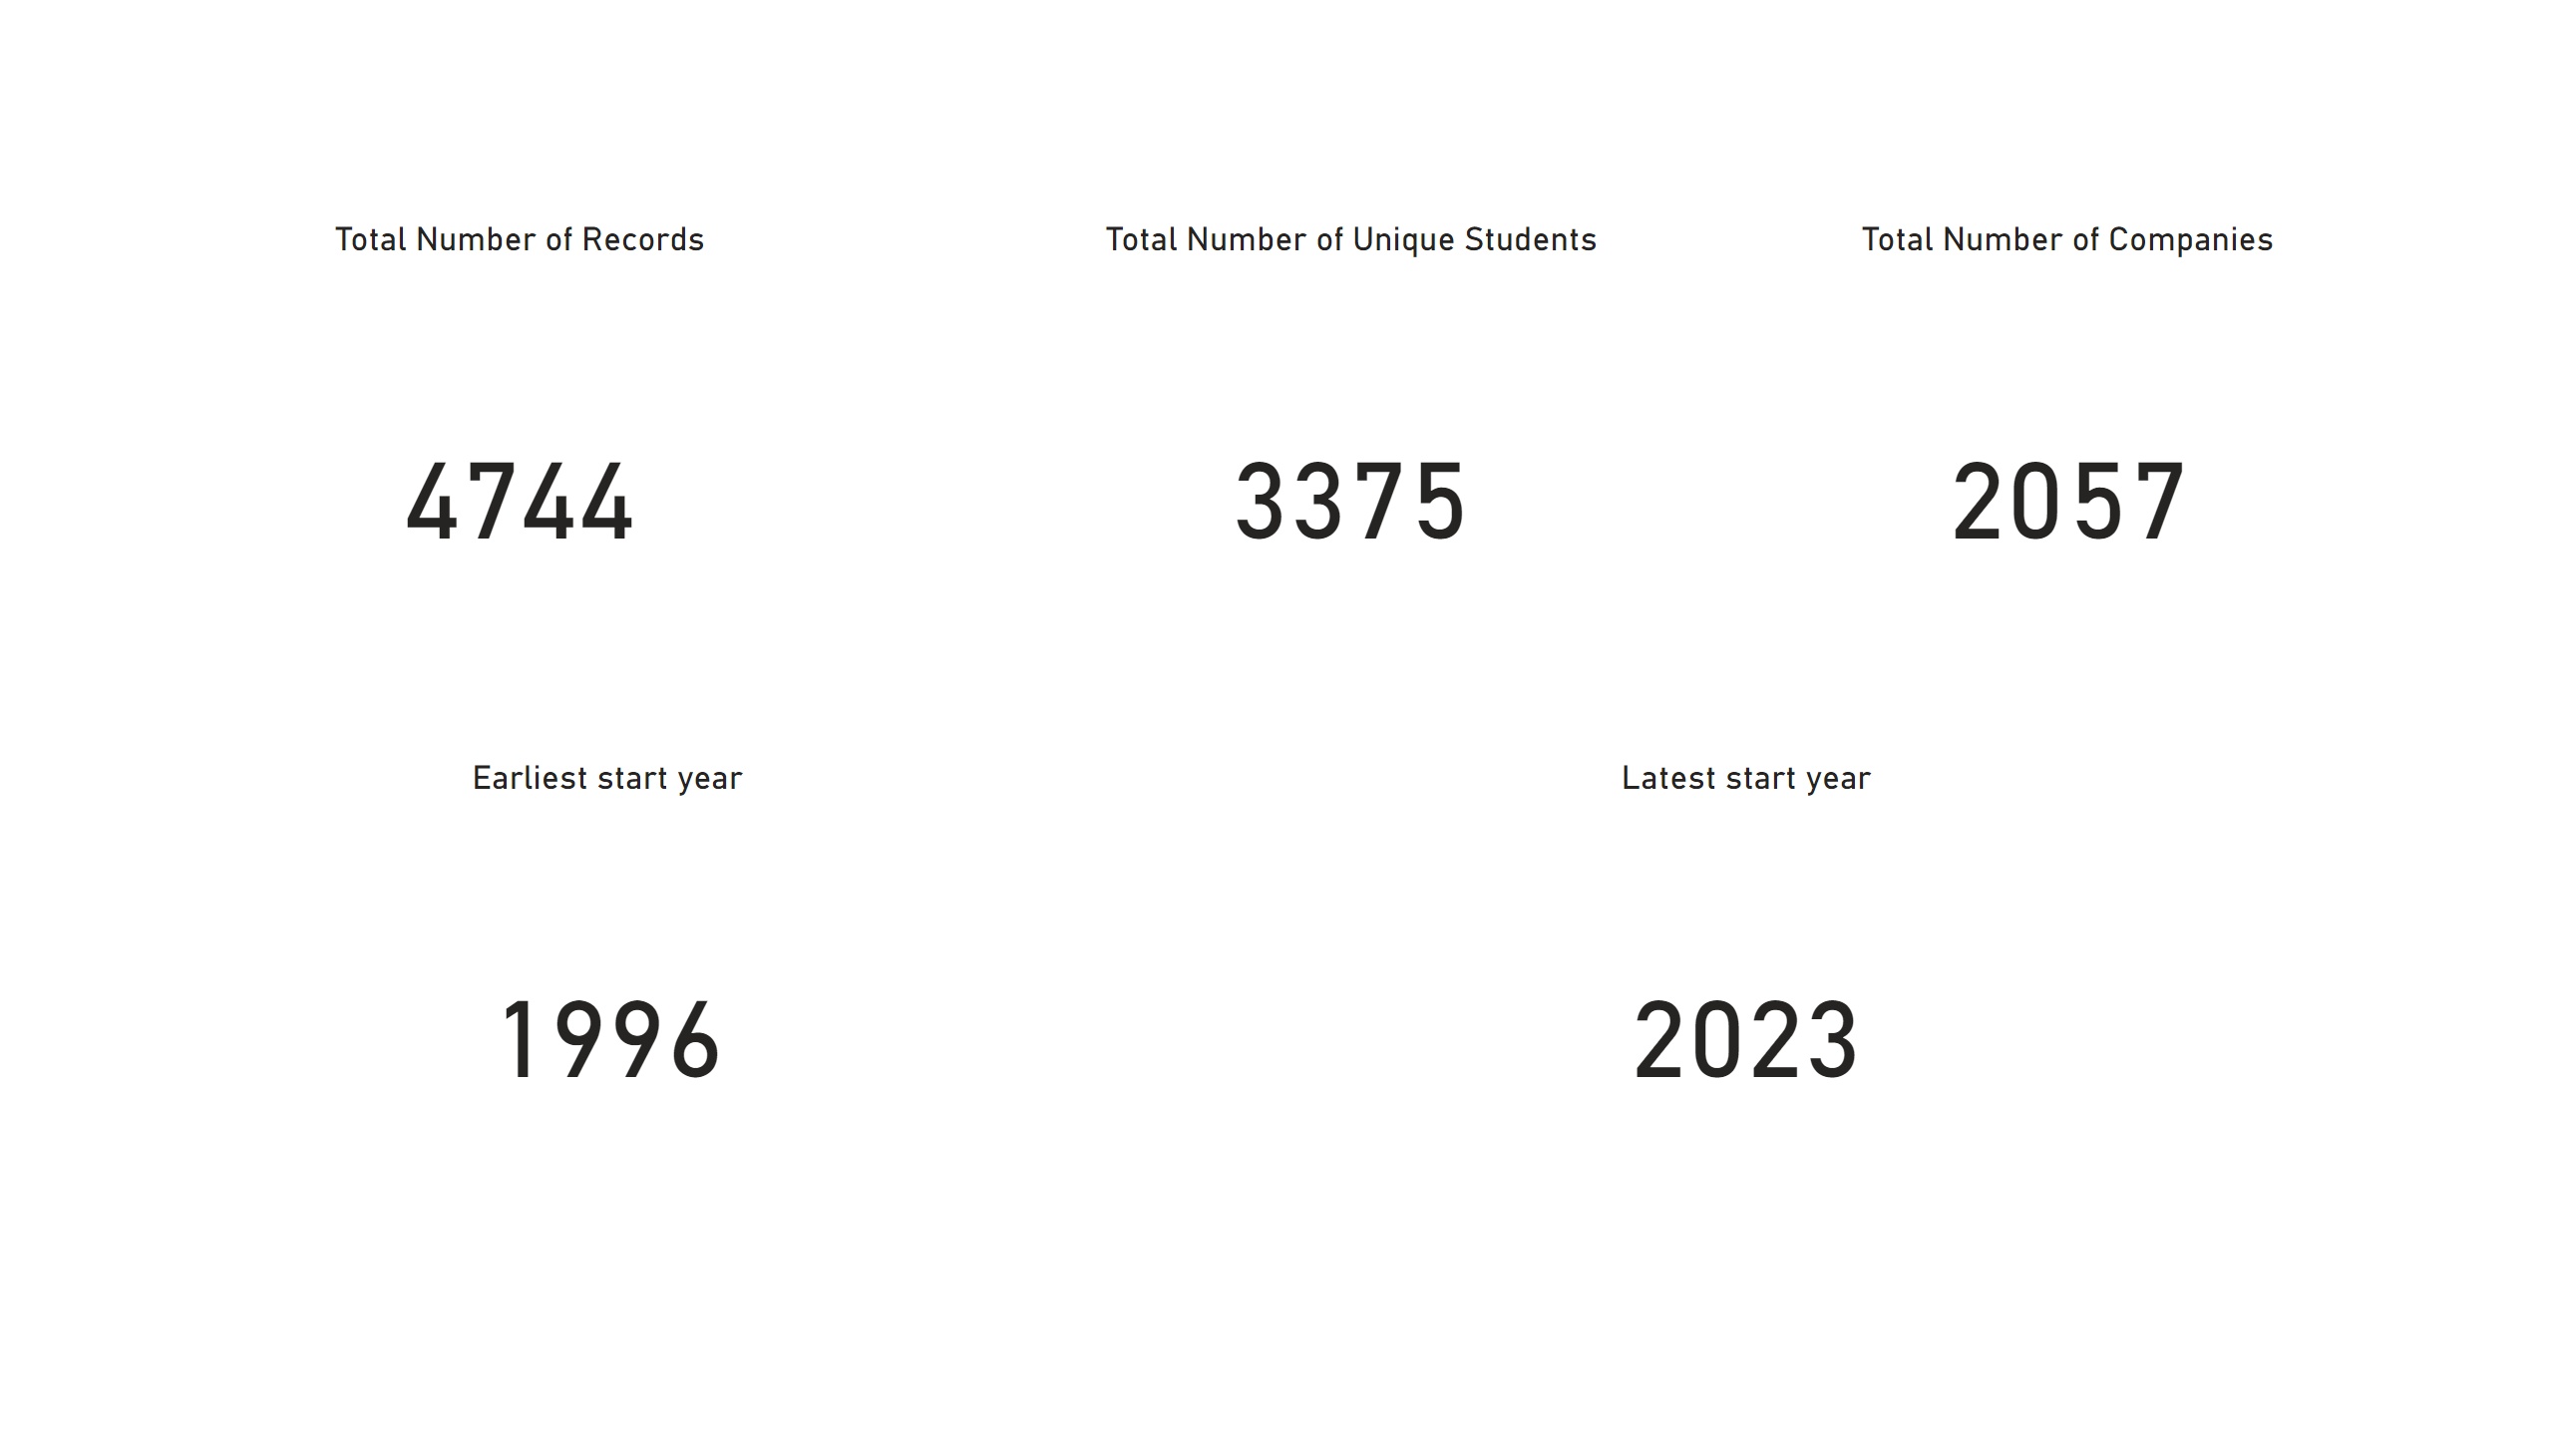 Total Number of Records
Total Number of Unique Students
Total Number of Companies
4744
3375
2057
Earliest start year
Latest start year
1996
2023